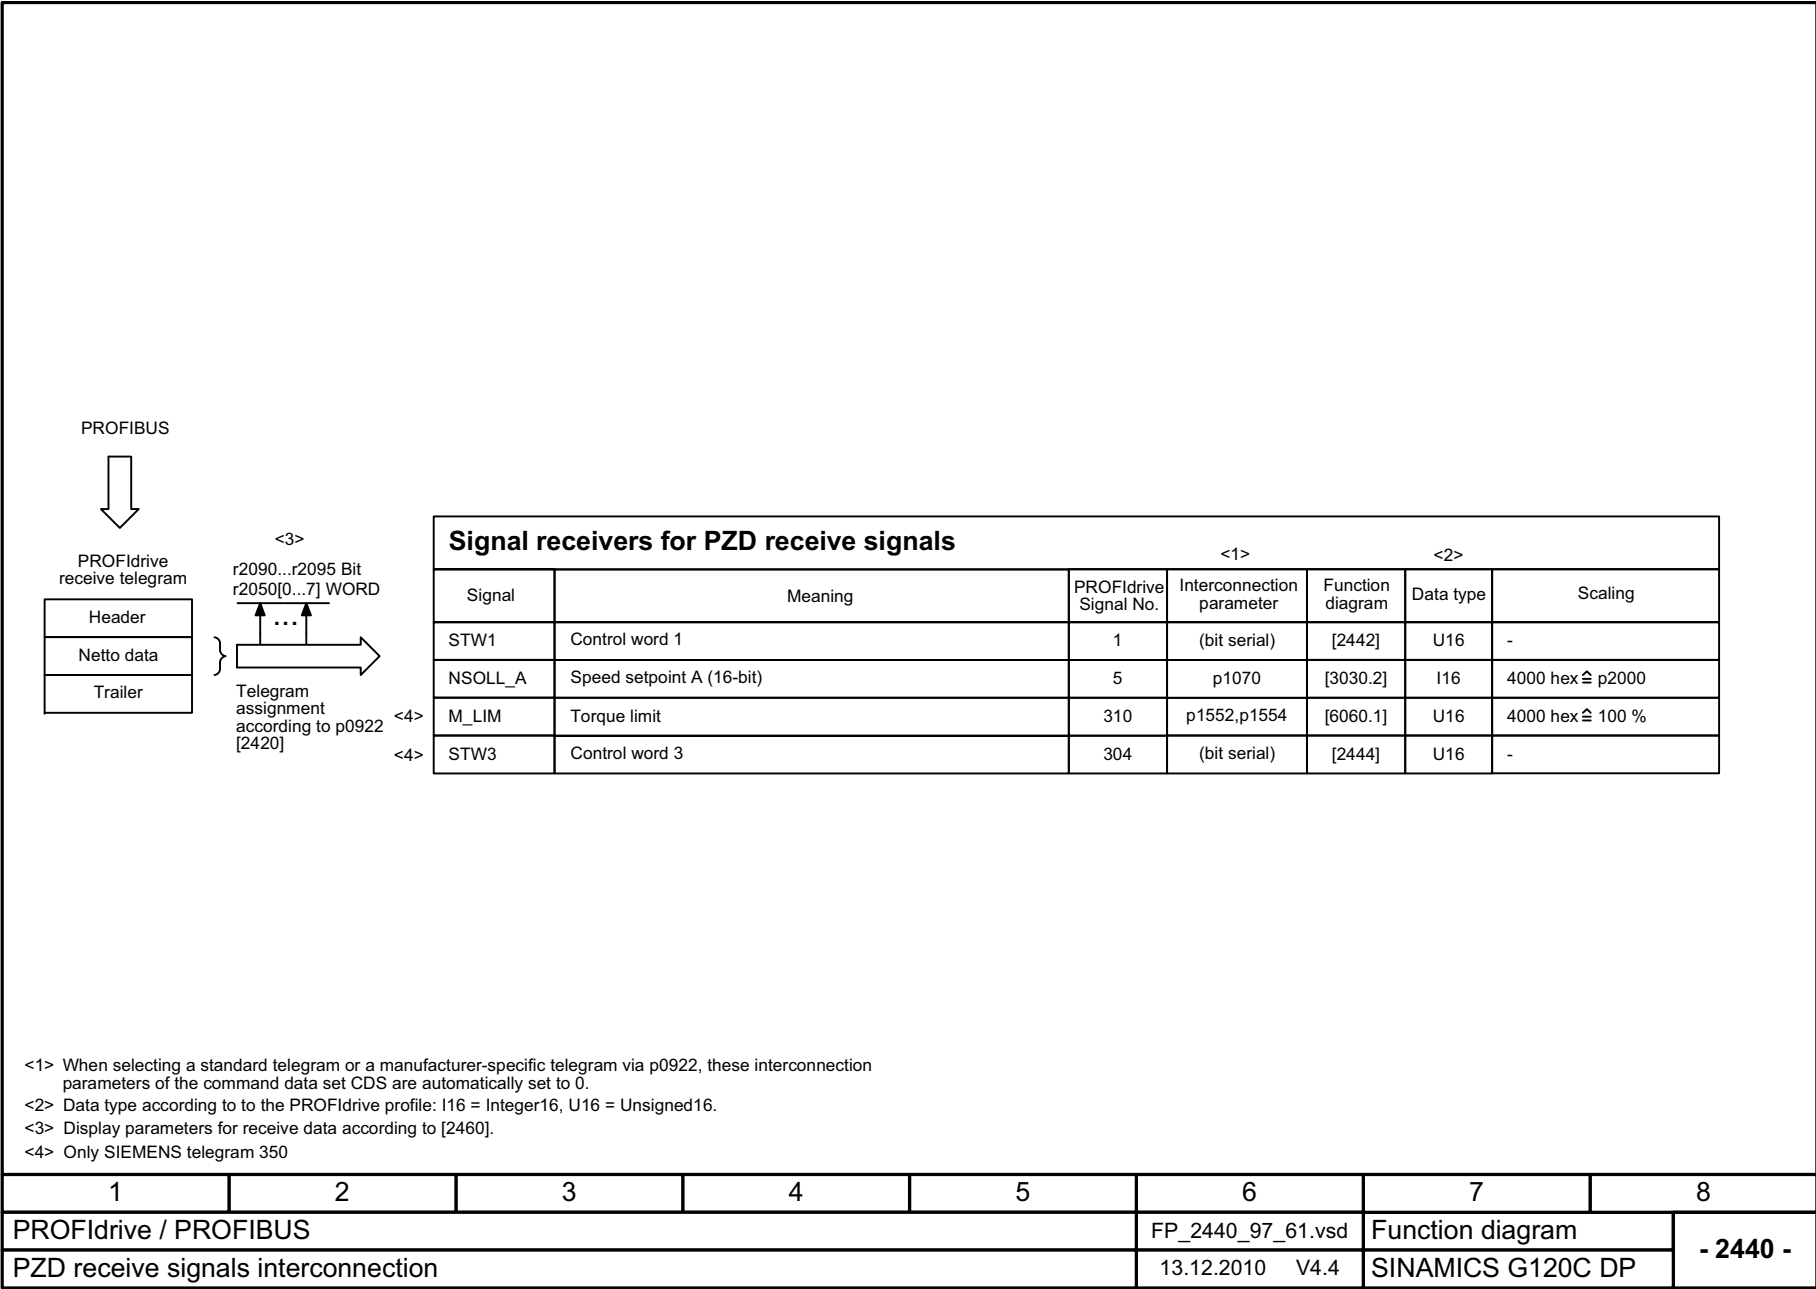 PROFIBUS
PROFIdrive
receive telegram
Header
Netto data
Trailer
<3>
r2090...r2095 Bit
r2050[0...7] WORD
...
Telegram
assignment
according to p0922
[2420]
Signal receivers for PZD receive signals
<1> <2>
Signal Meaning PROFIdrive Signal No. Interconnection parameter Function diagram Data type Scaling
STW1 Control word 1 1 (bit serial) [2442] U16 -
NSOLL_A Speed setpoint A (16-bit) 5 p1070 [3030.2] I16 4000 hex ≙ p2000
<4> M_LIM Torque limit 310 p1552,p1554 [6060.1] U16 4000 hex ≙ 100 %
<4> STW3 Control word 3 304 (bit serial) [2444] U16 -
<1> When selecting a standard telegram or a manufacturer-specific telegram via p0922, these interconnection
parameters of the command data set CDS are automatically set to 0.
<2> Data type according to to the PROFIdrive profile: I16 = Integer16, U16 = Unsigned16.
<3> Display parameters for receive data according to [2460].
<4> Only SIEMENS telegram 350
1 2 3 4 5 6 7 8
PROFIdrive / PROFIBUS FP_2440_97_61.vsd Function diagram - 2440 -
PZD receive signals interconnection 13.12.2010 V4.4 SINAMICS G120C DP